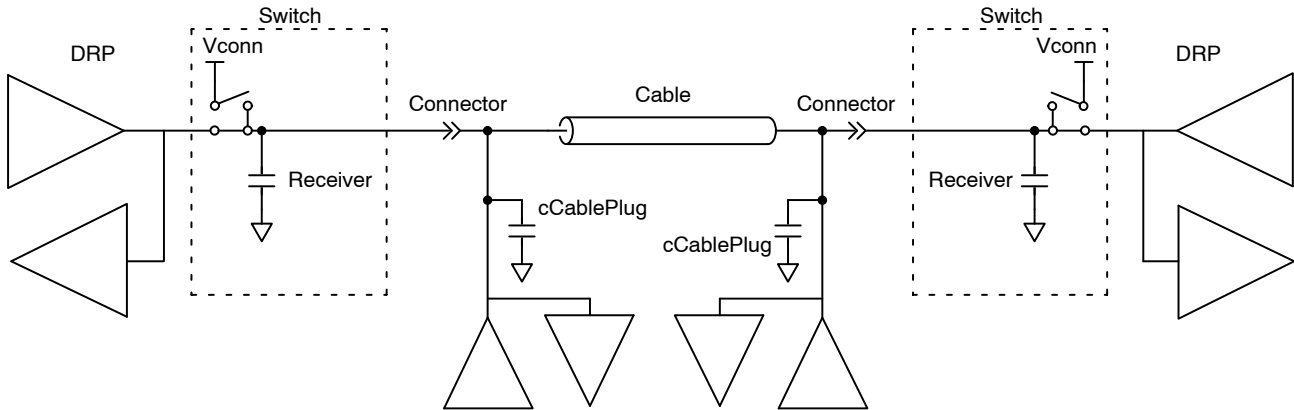 Switch
Switch
DRP
Vconn
Vconn
DRP
Connector
Cable
Connector
Receiver
Receiver
cCablePlug
cCablePlug